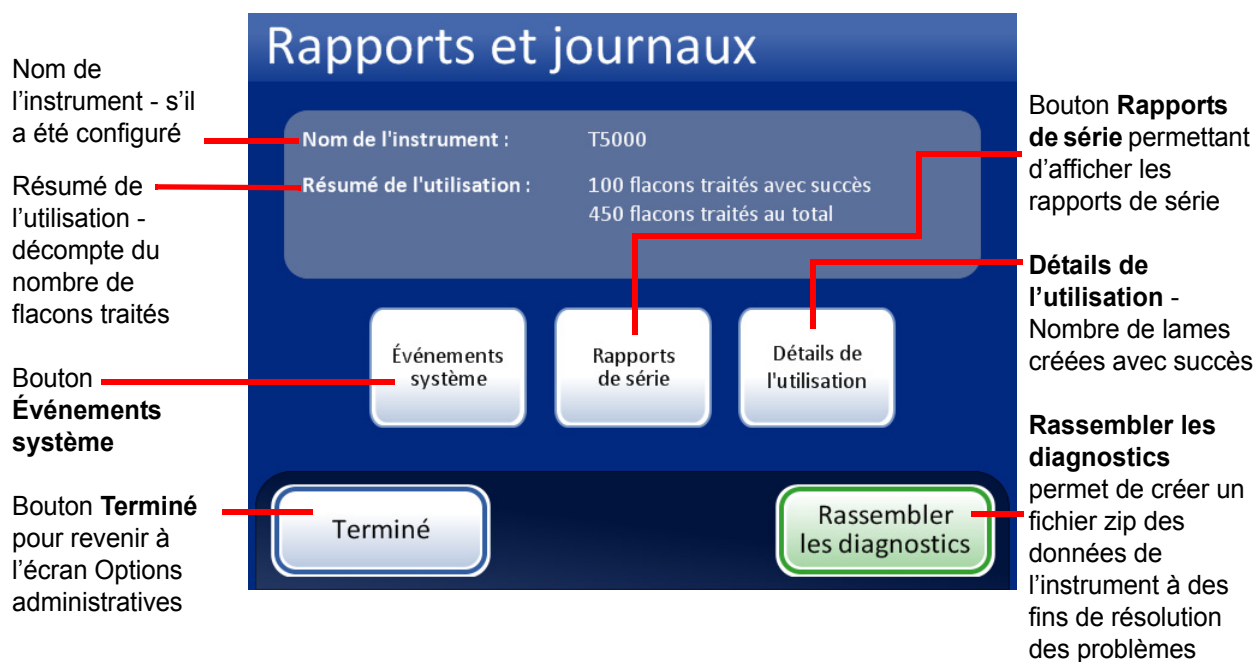 Rapports et journaux
Nom de
l'instrument - s'il
a été configuré
Résumé de
l'utilisation -
décompte du
nombre de
flacons traités
Bouton
Événements
système
Bouton Terminé
pour revenir à
l'écran Options
administratives
Nom de l'instrument :
T5000
Résumé de l'utilisation :
100 flacons traités avec succès
450 flacons traités au total
Événements
système
Rapports
de série
Détails de
l'utilisation
Terminé
Rassembler
les diagnostics
Bouton Rapports
de série permettant
d'afficher les
rapports de série
Détails de
l'utilisation -
Nombre de lames
créées avec succès
Rassembler les
diagnostics
permet de créer un
fichier zip des
données de
l'instrument à des
fins de résolution
des problèmes